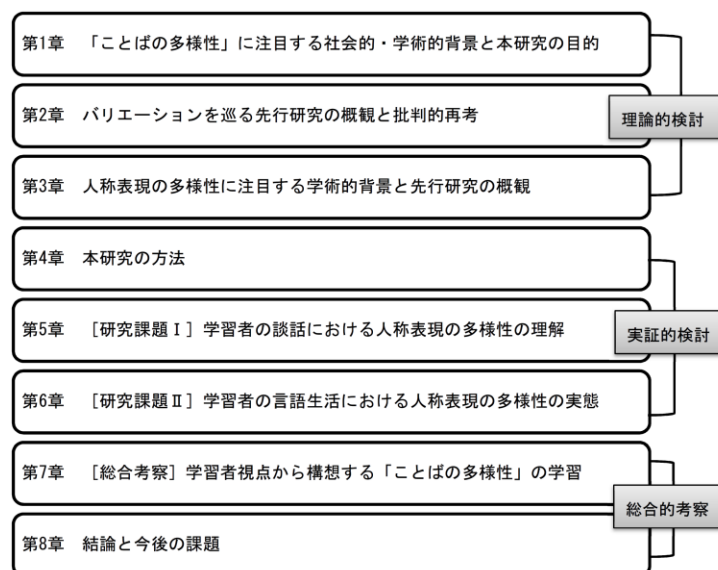 第1章 「ことばの多様性」に注目する社会的・学術的背景と本研究の目的
第2章 バリエーションを巡る先行研究の概観と批判的再考
理論的検討
第3章 人称表現の多様性に注目する学術的背景と先行研究の概観
第4章 本研究の方法
第5章 ［研究課題Ⅰ］学習者の談話における人称表現の多様性の理解
実証的検討
第6章 ［研究課題Ⅱ］学習者の言語生活における人称表現の多様性の実態
第7章 ［総合考察］学習者視点から構想する「ことばの多様性」の学習
総合的考察
第8章 結論と今後の課題